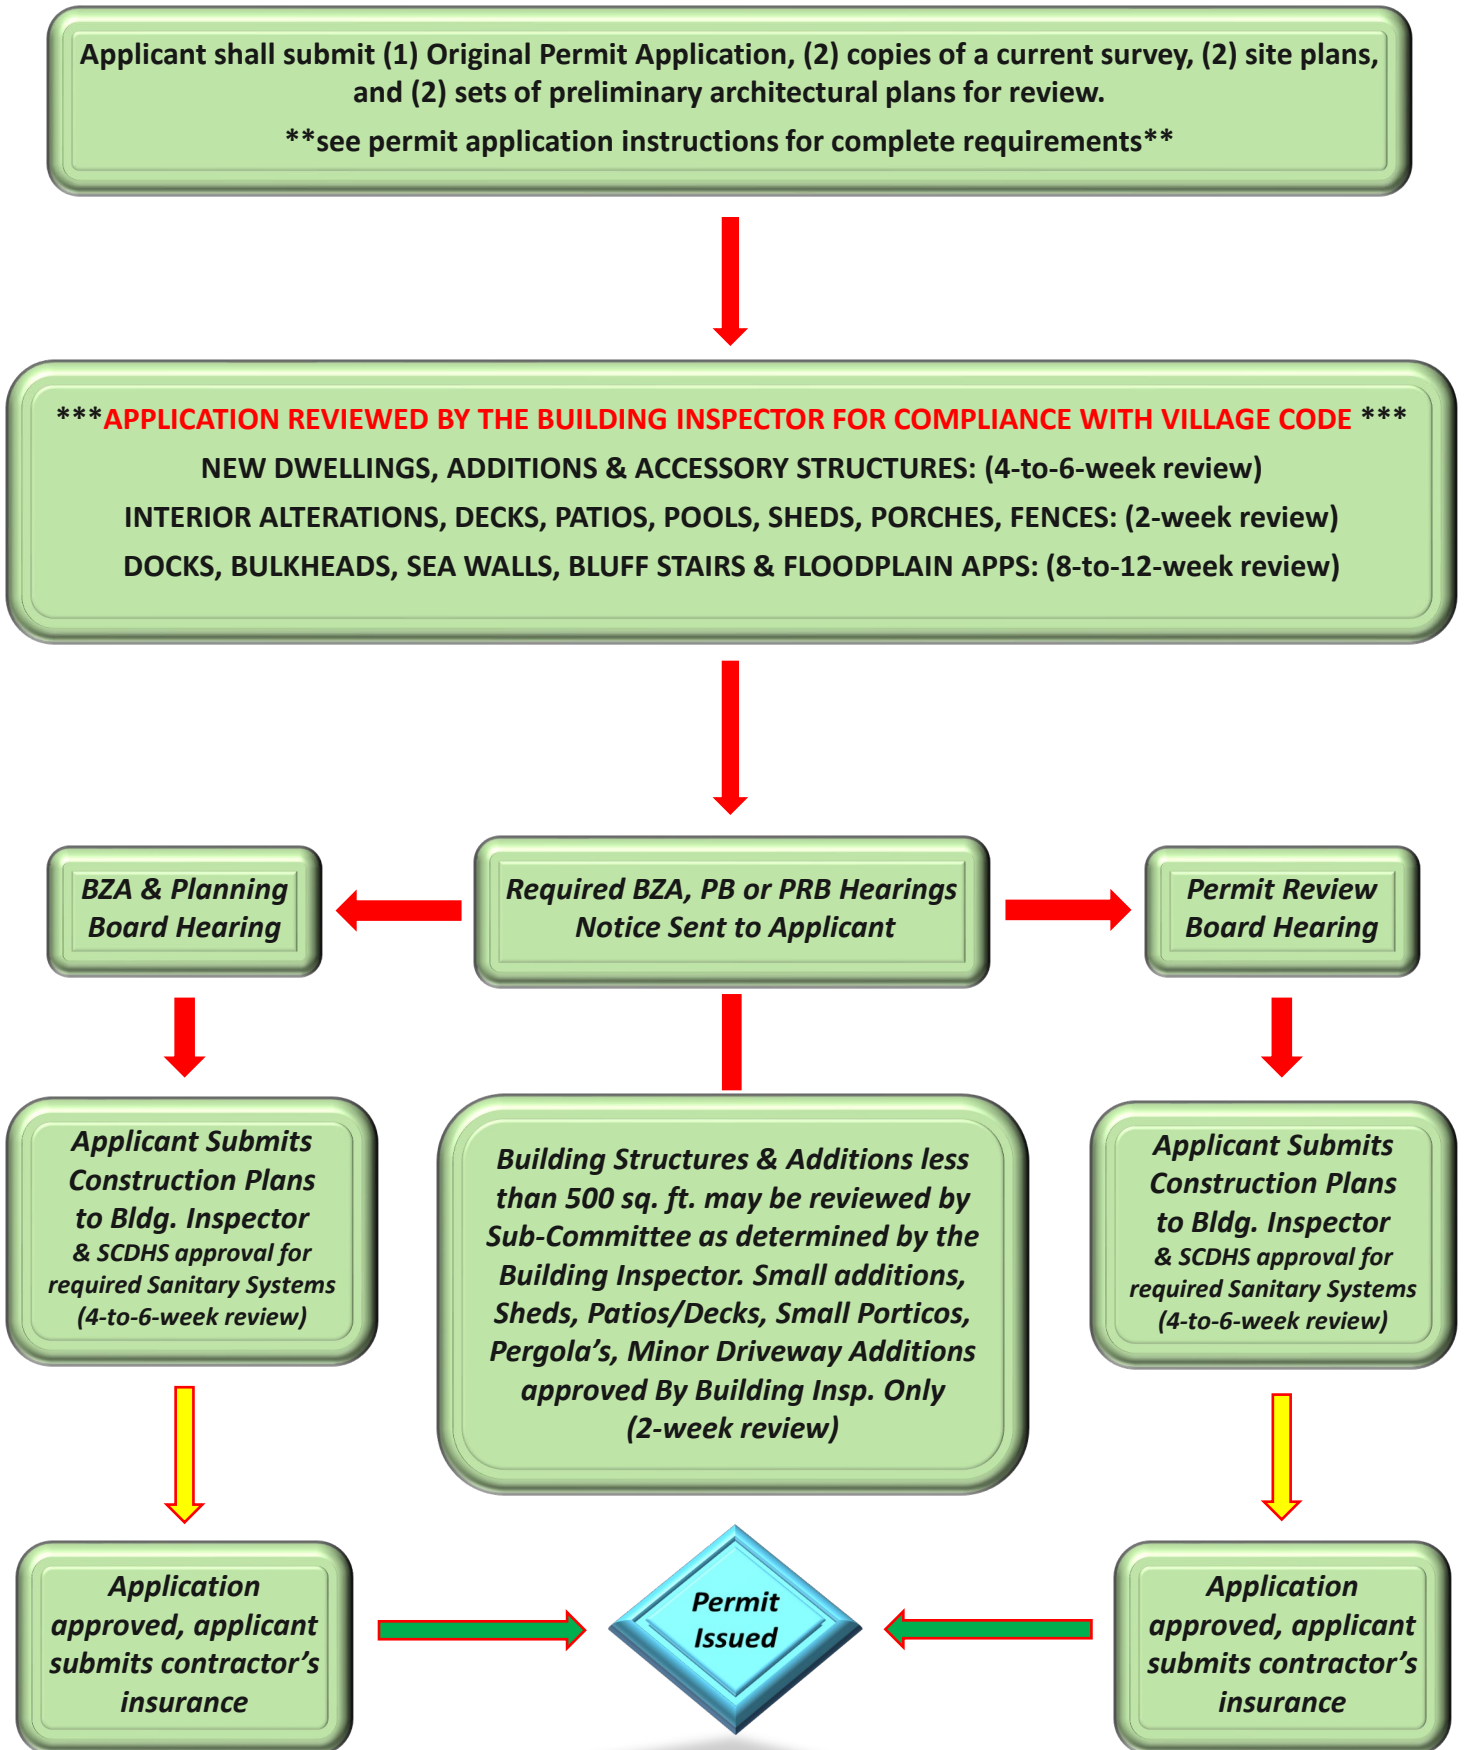 Applicant shall submit (1) Original Permit Application, (2) copies of a current survey, (2) site plans,
and (2) sets of preliminary architectural plans for review.
**see permit application instructions for complete requirements**
***APPLICATION REVIEWED BY THE BUILDING INSPECTOR FOR COMPLIANCE WITH VILLAGE CODE ***
NEW DWELLINGS, ADDITIONS & ACCESSORY STRUCTURES: (4-to-6-week review)
INTERIOR ALTERATIONS, DECKS, PATIOS, POOLS, SHEDS, PORCHES, FENCES: (2-week review)
DOCKS, BULKHEADS, SEA WALLS, BLUFF STAIRS & FLOODPLAIN APPS: (8-to-12-week review)
BZA & Planning
Board Hearing
Required BZA, PB or PRB Hearings
Notice Sent to Applicant
Permit Review
Board Hearing
Applicant Submits
Construction Plans
to Bldg. Inspector
& SCDHS approval for
required Sanitary Systems
(4-to-6-week review)
Building Structures & Additions less
than 500 sq. ft. may be reviewed by
Sub-Committee as determined by the
Building Inspector. Small additions,
Sheds, Patios/Decks, Small Porticos,
Pergola’s, Minor Driveway Additions
approved By Building Insp. Only
(2-week review)
Applicant Submits
Construction Plans
to Bldg. Inspector
& SCDHS approval for
required Sanitary Systems
(4-to-6-week review)
Application
approved, applicant
submits contractor’s
insurance
Permit
Issued
Application
approved, applicant
submits contractor’s
insurance